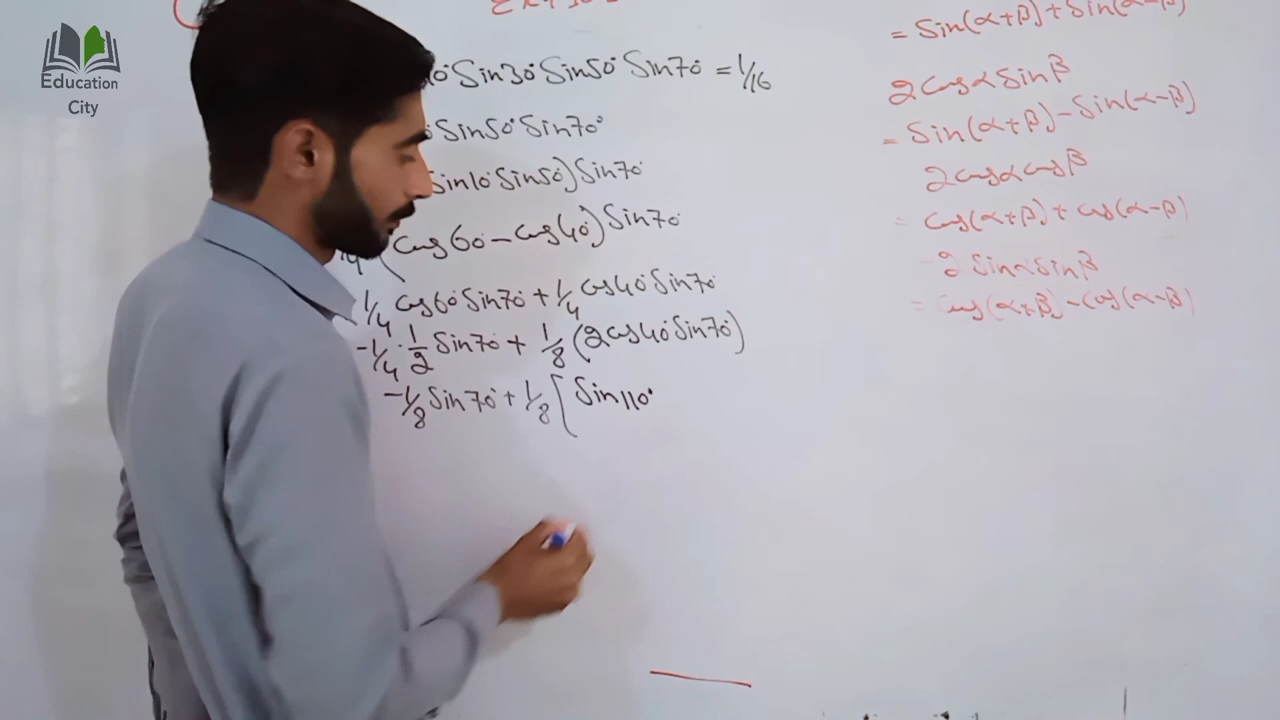 Education
City
0° Sin30° Sin50° Sin70° = 1/16
Sin50° Sin70°
Sin10° Sin50°) Sin70°
(Cos60° - Cos40°) Sin70°
1/4 Cos60° Sin70° + 1/4 Cos40° Sin70°
-1/4 · 1/2 Sin70° + 1/8 (2Cos40° Sin70°)
-1/8 Sin70° + 1/8 [ Sin110°
= Sin(α+β) + Sin(α-β)
2 Cosα Sinβ
= Sin(α+β) - Sin(α-β)
2 cosα cosβ
= Cos(α+β) + Cos(α-β)
-2 Sinα Sinβ
= Cos(α+β) - Cos(α-β)